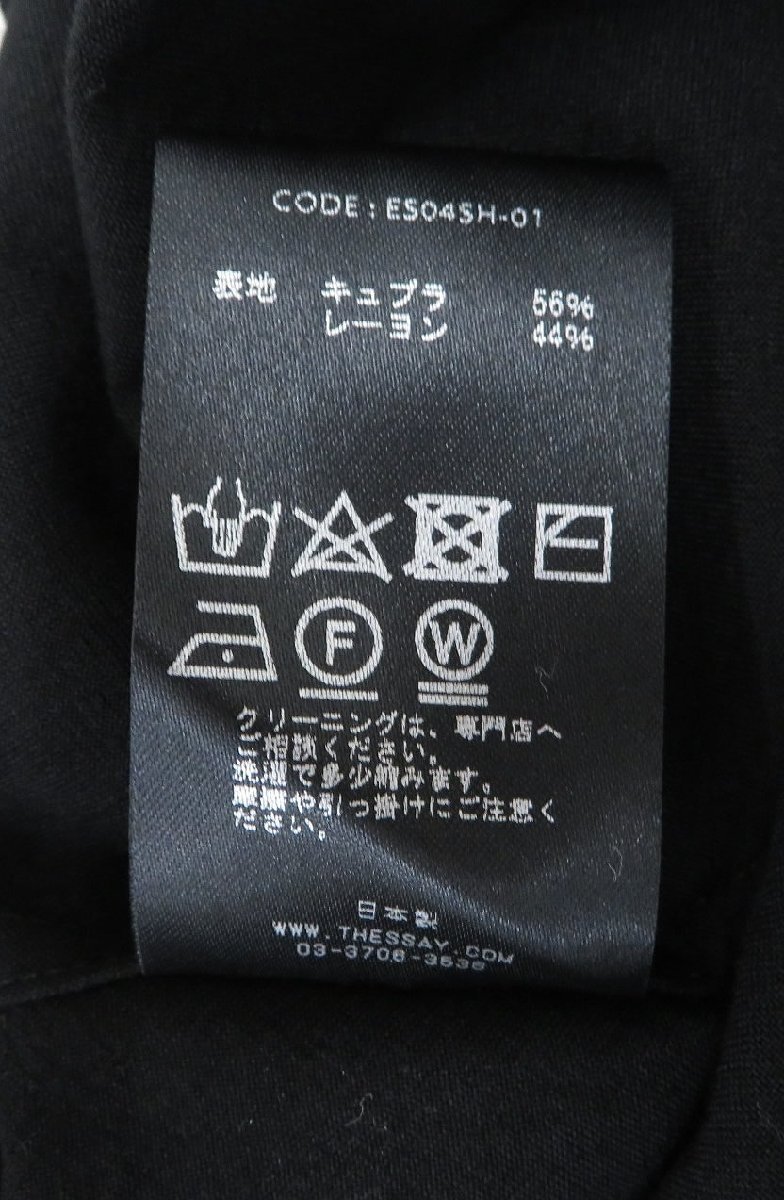 CODE : ES04SH-01
表地 キュプラ 56%
レーヨン 44%
F W
クリーニングは、専門店へ
ご相談ください。
洗濯で多少縮みます。
摩擦や引っ掛けにご注意く
ださい。
日本製
WWW.THESSAY.COM